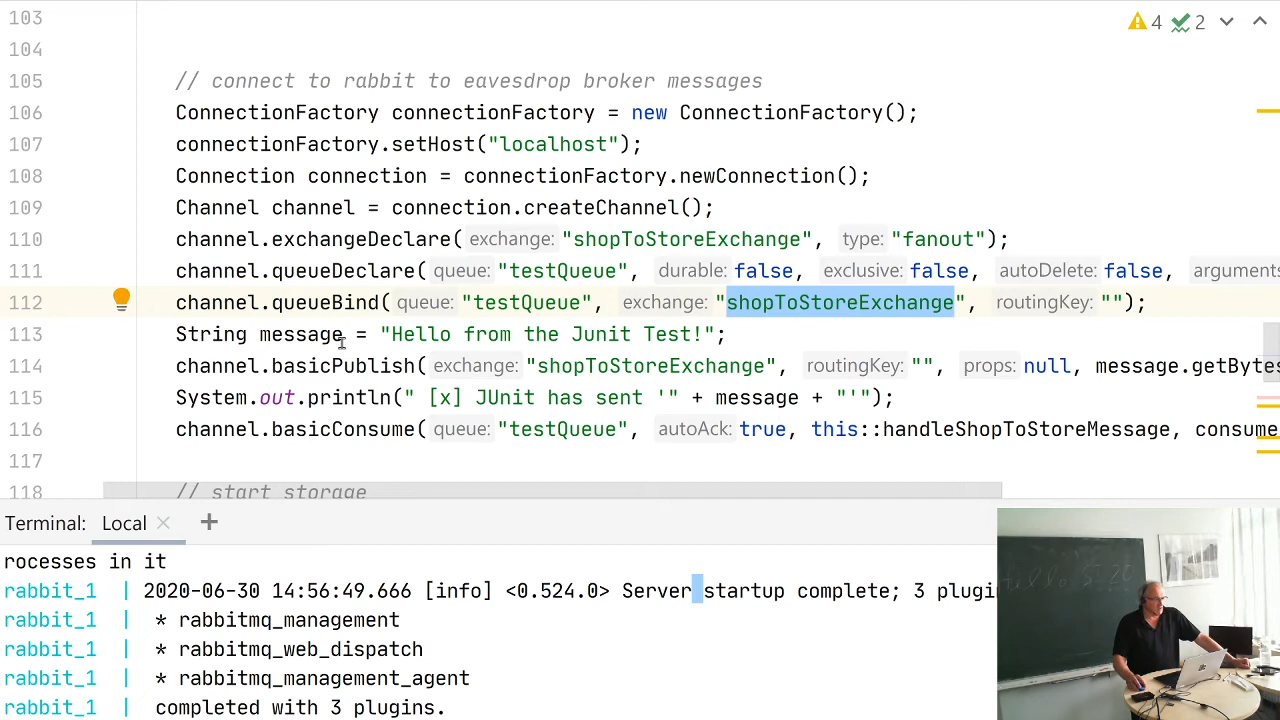 103
4 2
104
105 // connect to rabbit to eavesdrop broker messages
106 ConnectionFactory connectionFactory = new ConnectionFactory();
107 connectionFactory.setHost("localhost");
108 Connection connection = connectionFactory.newConnection();
109 Channel channel = connection.createChannel();
110 channel.exchangeDeclare( exchange: "shopToStoreExchange", type: "fanout");
111 channel.queueDeclare( queue: "testQueue", durable: false, exclusive: false, autoDelete: false, arguments
112 channel.queueBind( queue: "testQueue", exchange: "shopToStoreExchange", routingKey: "");
113 String message = "Hello from the Junit Test!";
114 channel.basicPublish( exchange: "shopToStoreExchange", routingKey: "", props: null, message.getBytes
115 System.out.println(" [x] JUnit has sent '" + message + "'");
116 channel.basicConsume( queue: "testQueue", autoAck: true, this::handleShopToStoreMessage, consume
117
118 // start storage
Terminal: Local × +
rocesses in it
rabbit_1 | 2020-06-30 14:56:49.666 [info] <0.524.0> Server startup complete; 3 plugin
rabbit_1 | * rabbitmq_management
rabbit_1 | * rabbitmq_web_dispatch
rabbit_1 | * rabbitmq_management_agent
rabbit_1 | completed with 3 plugins.